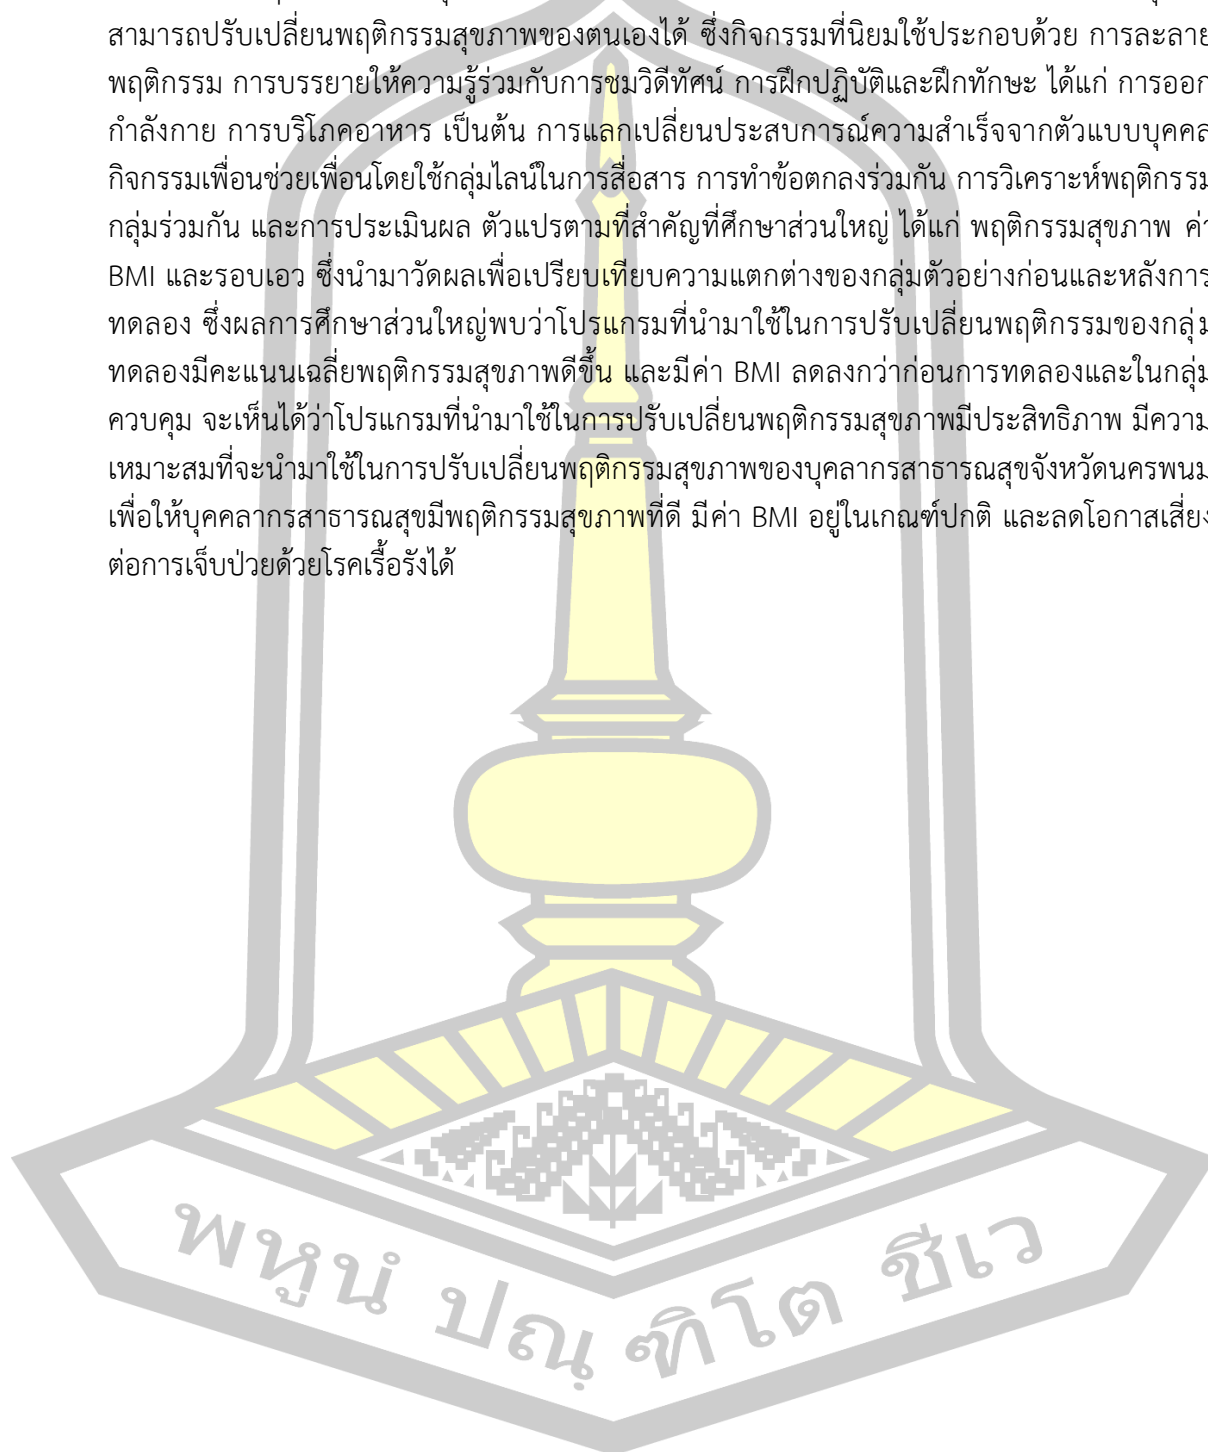 สามารถปรับเปลี่ยนพฤติกรรมสุขภาพของตนเองได้ ซึ่งกิจกรรมที่นิยมใช้ประกอบด้วย การละลาย
พฤติกรรม การบรรยายให้ความรู้ร่วมกับการชมวิดีทัศน์ การฝึกปฏิบัติและฝึกทักษะ ได้แก่ การออก
กำลังกาย การบริโภคอาหาร เป็นต้น การแลกเปลี่ยนประสบการณ์ความสำเร็จจากตัวแบบบุคคล
กิจกรรมเพื่อนช่วยเพื่อนโดยใช้กลุ่มไลน์ในการสื่อสาร การทำข้อตกลงร่วมกัน การวิเคราะห์พฤติกรรม
กลุ่มร่วมกัน และการประเมินผล ตัวแปรตามที่สำคัญที่ศึกษาส่วนใหญ่ ได้แก่ พฤติกรรมสุขภาพ ค่า
BMI และรอบเอว ซึ่งนำมาวัดผลเพื่อเปรียบเทียบความแตกต่างของกลุ่มตัวอย่างก่อนและหลังการ
ทดลอง ซึ่งผลการศึกษาส่วนใหญ่พบว่าโปรแกรมที่นำมาใช้ในการปรับเปลี่ยนพฤติกรรมของกลุ่ม
ทดลองมีคะแนนเฉลี่ยพฤติกรรมสุขภาพดีขึ้น และมีค่า BMI ลดลงกว่าก่อนการทดลองและในกลุ่ม
ควบคุม จะเห็นได้ว่าโปรแกรมที่นำมาใช้ในการปรับเปลี่ยนพฤติกรรมสุขภาพมีประสิทธิภาพ มีความ
เหมาะสมที่จะนำมาใช้ในการปรับเปลี่ยนพฤติกรรมสุขภาพของบุคลากรสาธารณสุขจังหวัดนครพนม
เพื่อให้บุคคลากรสาธารณสุขมีพฤติกรรมสุขภาพที่ดี มีค่า BMI อยู่ในเกณฑ์ปกติ และลดโอกาสเสี่ยง
ต่อการเจ็บป่วยด้วยโรคเรื้อรังได้
พหูนํ ปณฺฑิโต ชีเว